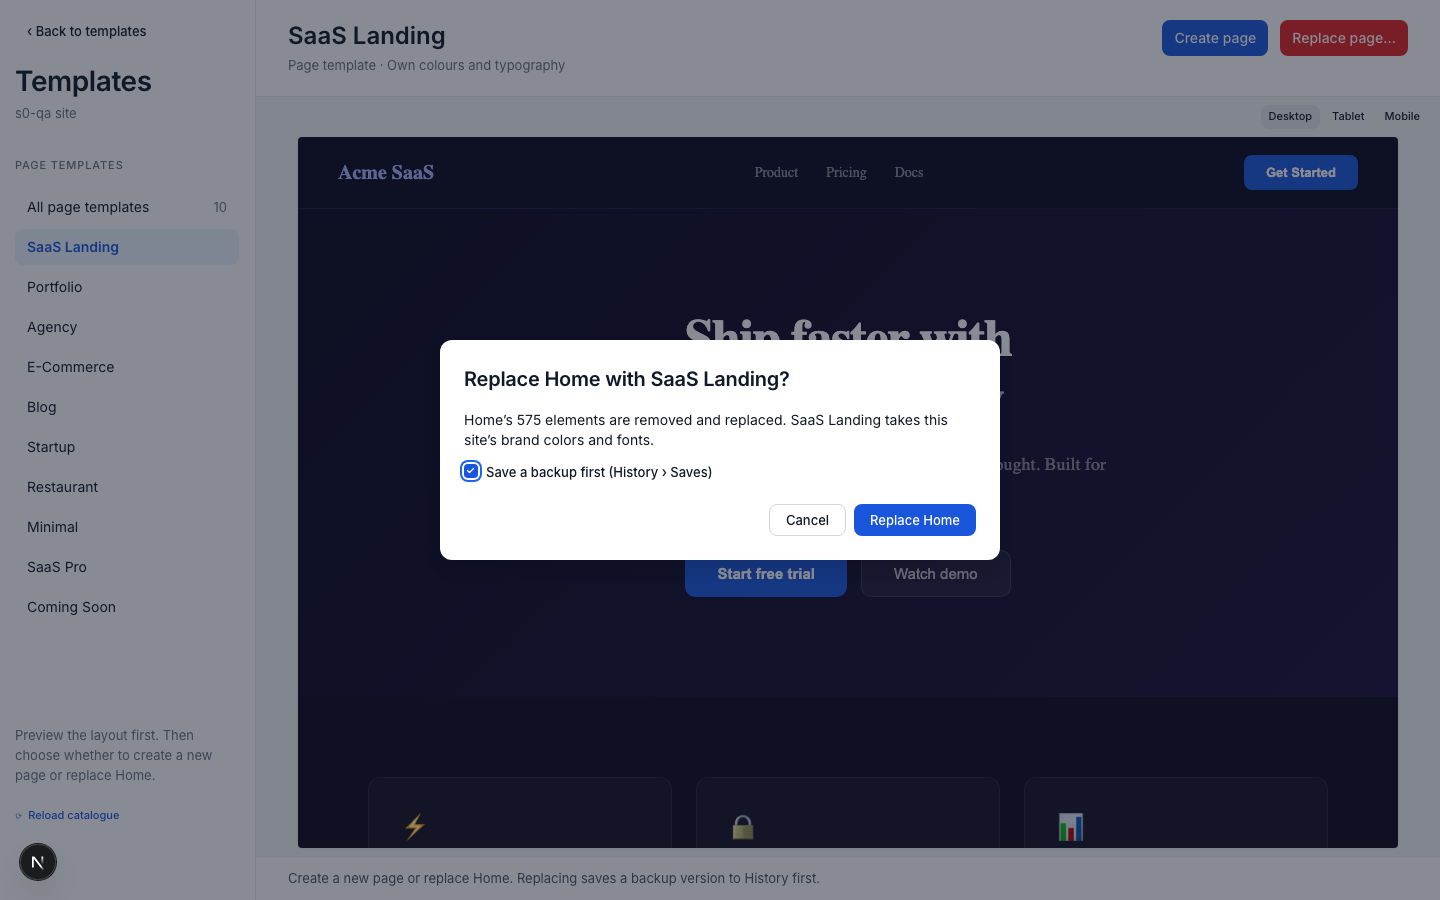 ‹ Back to templates
Templates
s0-qa site
PAGE TEMPLATES
All page templates 10
SaaS Landing
Portfolio
Agency
E-Commerce
Blog
Startup
Restaurant
Minimal
SaaS Pro
Coming Soon
Preview the layout first. Then
choose whether to create a new
page or replace Home.
Reload catalogue
N
SaaS Landing
Page template · Own colours and typography
Create page
Replace page...
Desktop Tablet Mobile
Acme SaaS
Product Pricing Docs
Get Started
Ship faster with
Replace Home with SaaS Landing?
Home’s 575 elements are removed and replaced. SaaS Landing takes this
site’s brand colors and fonts.
Save a backup first (History › Saves)
Cancel
Replace Home
Built for
Start free trial
Watch demo
Create a new page or replace Home. Replacing saves a backup version to History first.